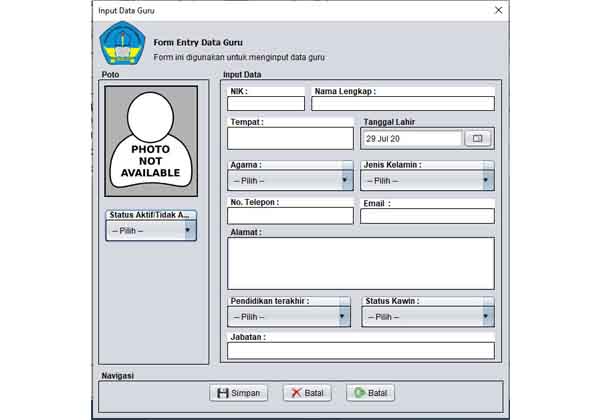 Input Data Guru
Form Entry Data Guru
Form ini digunakan untuk menginput data guru
Poto
PHOTO
NOT
AVAILABLE
Status Aktif/Tidak A...
-- Pilih --
Input Data
NIK :
Nama Lengkap :
Tempat :
Tanggal Lahir
29 Jul 20
Agama :
Jenis Kelamin :
-- Pilih --
-- Pilih --
No. Telepon :
Email :
Alamat :
Pendidikan terakhir :
Status Kawin :
-- Pilih --
-- Pilih --
Jabatan :
Navigasi
Simpan
Batal
Batal